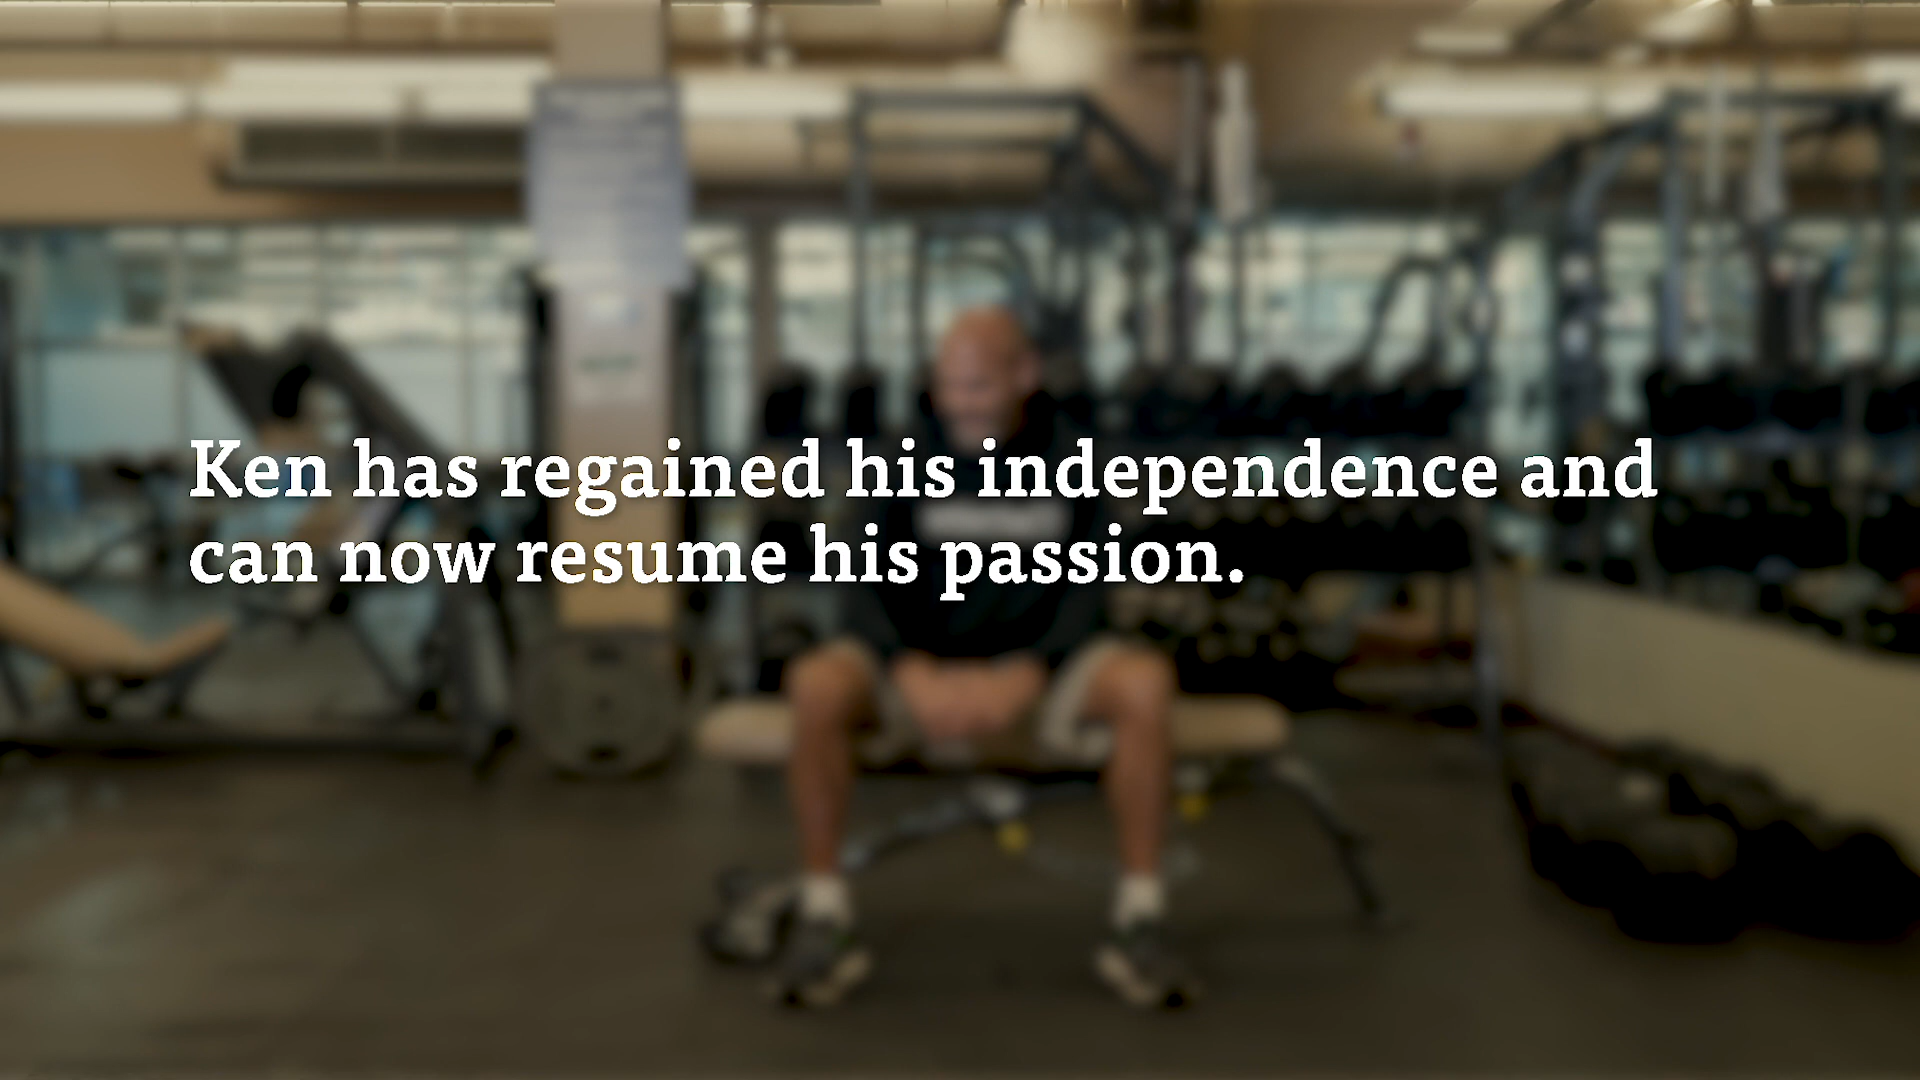 Ken has regained his independence and
can now resume his passion.